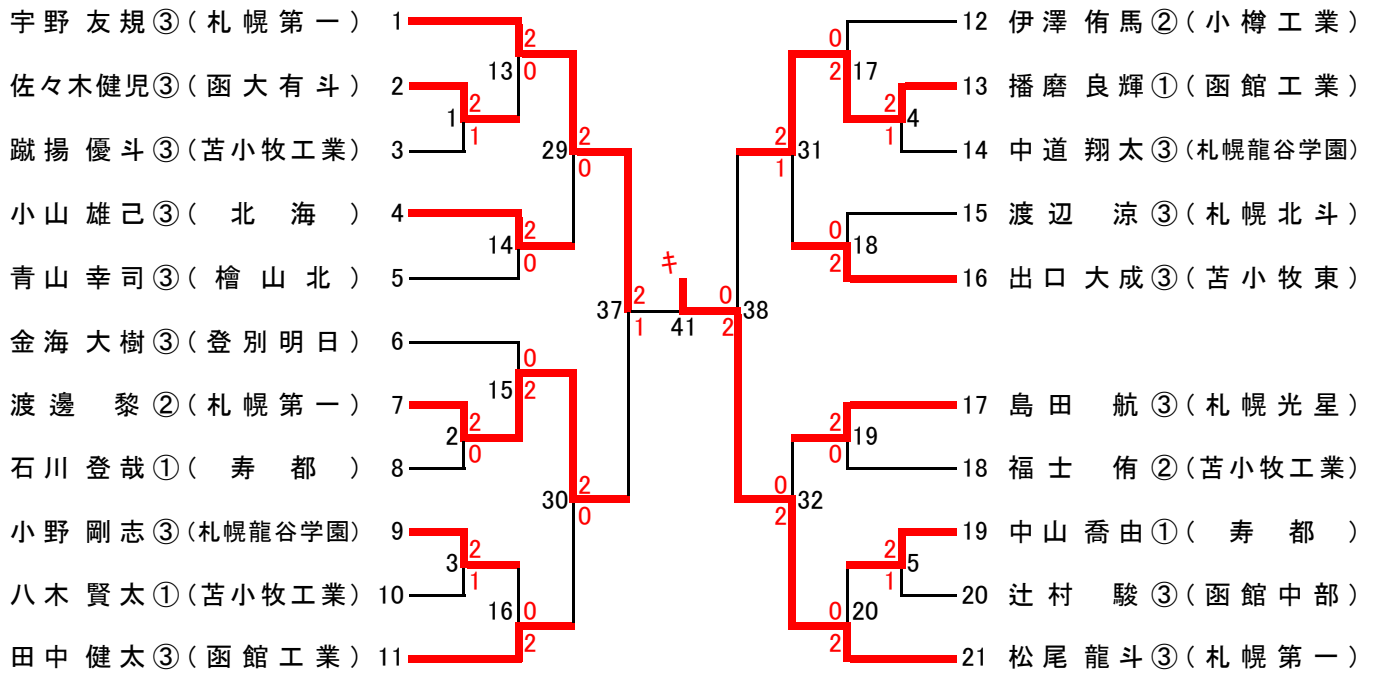 宇野 友規③(札幌第一) 1
佐々木健児③(函大有斗) 2
蹴揚 優斗③(苫小牧工業) 3
小山 雄己③(北海) 4
青山 幸司③(檜山北) 5
金海 大樹③(登別明日) 6
渡邊 黎②(札幌第一) 7
石川 登哉①(寿都) 8
小野 剛志③(札幌龍谷学園) 9
八木 賢太①(苫小牧工業) 10
田中 健太③(函館工業) 11
1 2 1
2 2 0
3 2 1
13 2 0
14 2 0
15 0 2
16 0 2
29 2 0
30 2 0
37 2 1
キ
41
38 0 2
31 2 1
32 0 2
17 0 2
18 0 2
19 2 0
20 0 2
4 2 1
5 2 1
12 伊澤 侑馬②(小樽工業)
13 播磨 良輝①(函館工業)
14 中道 翔太③(札幌龍谷学園)
15 渡辺 涼③(札幌北斗)
16 出口 大成③(苫小牧東)
17 島田 航③(札幌光星)
18 福士 侑②(苫小牧工業)
19 中山 喬由①(寿都)
20 辻村 駿③(函館中部)
21 松尾 龍斗③(札幌第一)